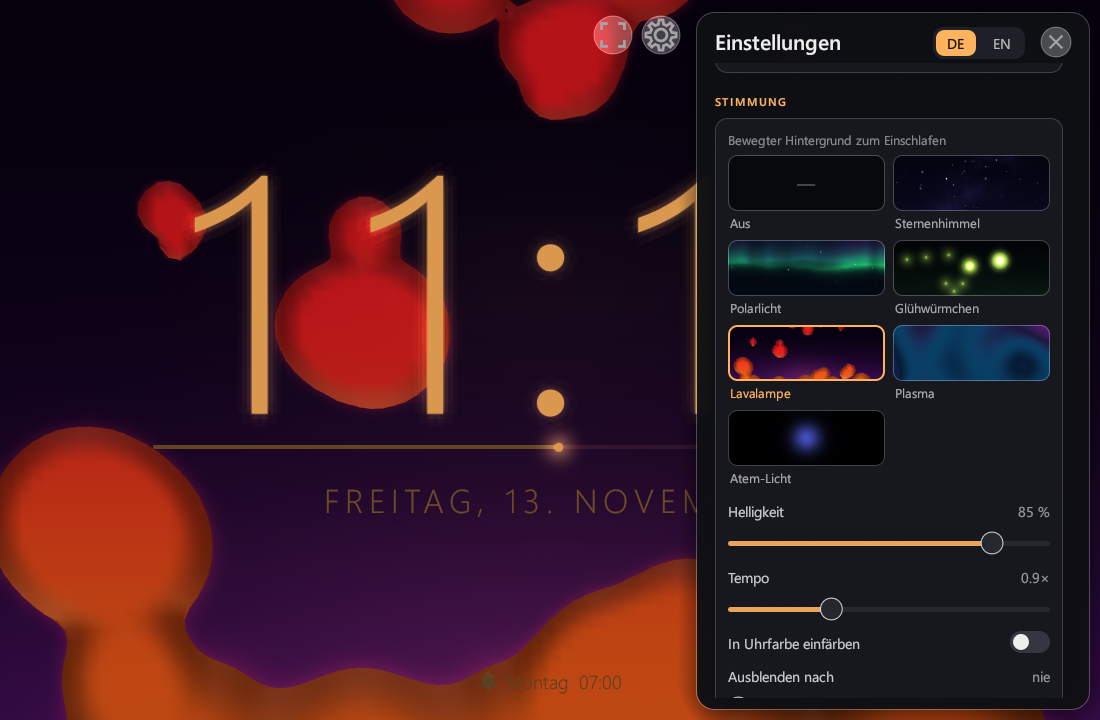 Einstellungen
DE EN
STIMMUNG
Bewegter Hintergrund zum Einschlafen
—
Aus
Sternenhimmel
Polarlicht
Glühwürmchen
Lavalampe
Plasma
Atem-Licht
Helligkeit
85 %
Tempo
0.9×
In Uhrfarbe einfärben
Ausblenden nach
nie
11:1
FREITAG, 13. NOVEM
Montag 07:00